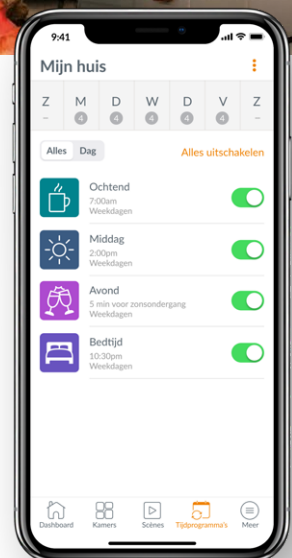 9:41
Mijn huis
Z M D W D V Z
– 4 4 4 4 4 –
Alles Dag Alles uitschakelen
Ochtend
7:00am
Weekdagen
Middag
2:00pm
Weekdagen
Avond
5 min voor zonsondergang
Weekdagen
Bedtijd
10:30pm
Weekdagen
Dashboard Kamers Scènes Tijdprogramma's Meer